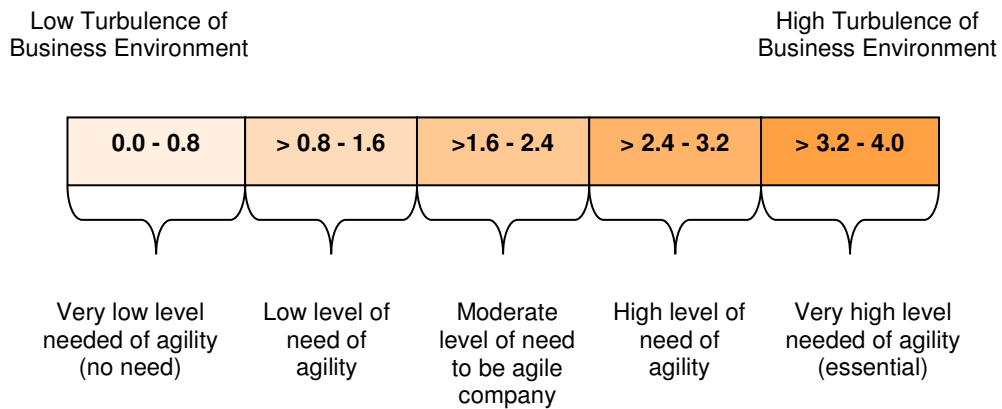 Low Turbulence of
Business Environment
High Turbulence of
Business Environment
0.0 - 0.8
> 0.8 - 1.6
>1.6 - 2.4
> 2.4 - 3.2
> 3.2 - 4.0
Very low level
needed of agility
(no need)
Low level of
need of
agility
Moderate
level of need
to be agile
company
High level of
need of
agility
Very high level
needed of agility
(essential)